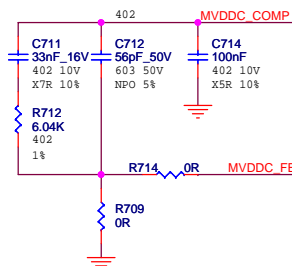 402
MVDDC_COMP
C711
33nF_16V
402 10V
X7R 10%
C712
56pF_50V
603 50V
NPO 5%
C714
100nF
402 10V
X5R 10%
R712
6.04K
402
1%
R714
0R
MVDDC_FE
R709
0R